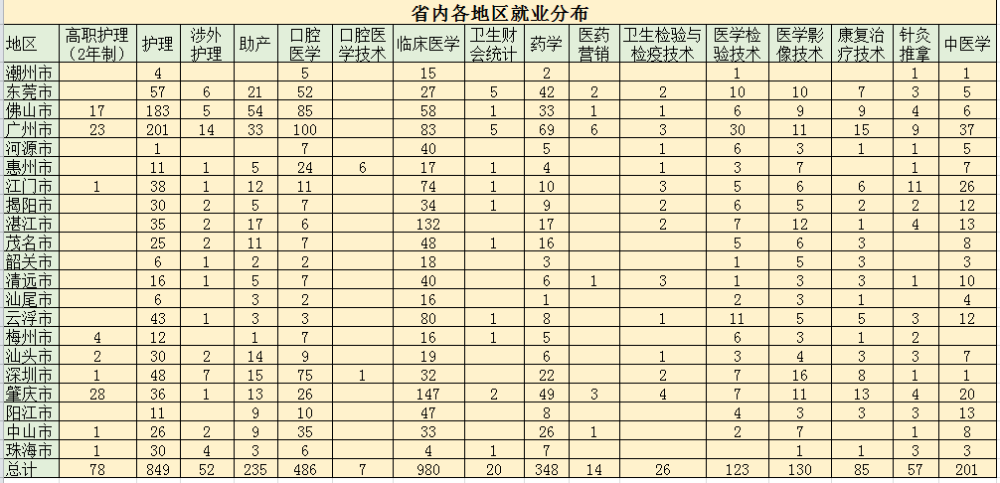 省内各地区就业分布
地区 高职护理（2年制） 护理 涉外护理 助产 口腔医学 口腔医学技术 临床医学 卫生财会统计 药学 医药营销 卫生检验与检疫技术 医学检验技术 医学影像技术 康复治疗技术 针灸推拿 中医学
潮州市 4 5 15 2 1 1 1
东莞市 57 6 21 52 27 5 42 2 2 10 10 7 3 5
佛山市 17 183 5 54 85 58 1 33 1 1 6 9 9 4 6
广州市 23 201 14 33 100 83 5 69 6 3 30 11 15 9 37
河源市 1 7 40 5 1 6 3 1 1 5
惠州市 11 1 5 24 6 17 1 4 1 3 7 1 7
江门市 1 38 1 12 11 74 1 10 3 5 6 6 11 26
揭阳市 30 2 5 7 34 1 9 2 6 5 2 2 12
湛江市 35 2 17 6 132 17 2 7 12 1 4 13
茂名市 25 2 11 7 48 1 16 5 6 3 8
韶关市 6 1 2 2 18 3 1 5 3 3
清远市 16 1 5 7 40 6 1 3 1 3 3 1 10
汕尾市 6 3 2 16 1 2 3 1 4
云浮市 43 1 3 3 80 1 8 1 11 5 5 3 12
梅州市 4 12 1 7 16 1 5 6 3 1 2
汕头市 2 30 2 14 9 19 6 1 3 4 3 3 7
深圳市 1 48 7 15 75 1 32 22 2 7 16 8 1 1
肇庆市 28 36 1 13 26 147 2 49 3 4 7 11 13 4 20
阳江市 11 9 10 47 8 4 3 3 3 13
中山市 1 26 2 9 35 33 26 1 2 7 1 8
珠海市 1 30 4 3 6 4 1 7 1 1 3 3
总计 78 849 52 235 486 7 980 20 348 14 26 123 130 85 57 201